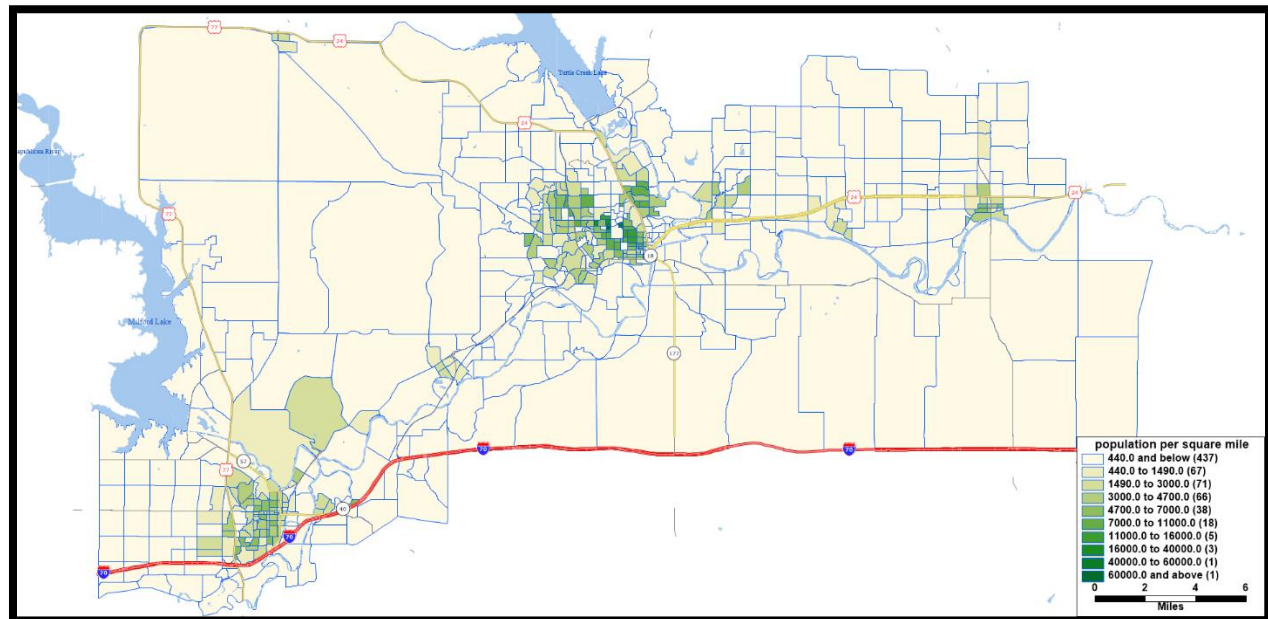 77
24
Turtle Creek Lake
24
77
24
24
18
Milford Lake
177
70
70
57
77
40
70
70
population per square mile
440.0 and below (437)
440.0 to 1490.0 (67)
1490.0 to 3000.0 (71)
3000.0 to 4700.0 (66)
4700.0 to 7000.0 (38)
7000.0 to 11000.0 (18)
11000.0 to 16000.0 (5)
16000.0 to 40000.0 (3)
40000.0 to 60000.0 (1)
60000.0 and above (1)
0 2 4 6
Miles